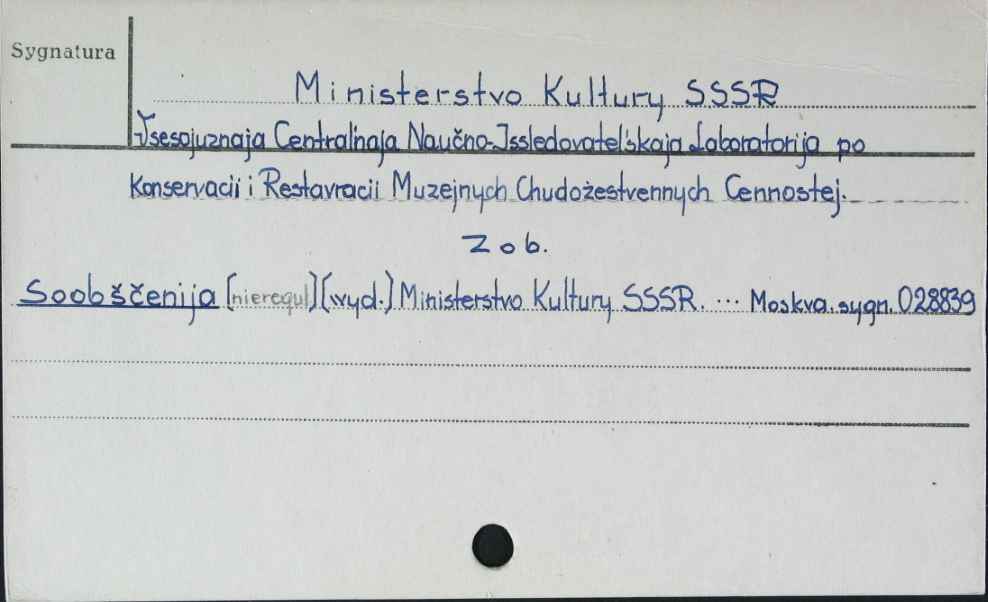 Sygnatura
Ministerstvo Kultury SSSR
Vsesojuznaja Centralnaja Naučno-Issledovatel'skaja Laboratorija po
Konservacii i Restavracii Muzejnych Chudožestvennych Cennostej.
Zob.
Soobščenija [nieregul] [wyd.] Ministerstvo Kultury SSSR. ... Moskva. sygn. 028839